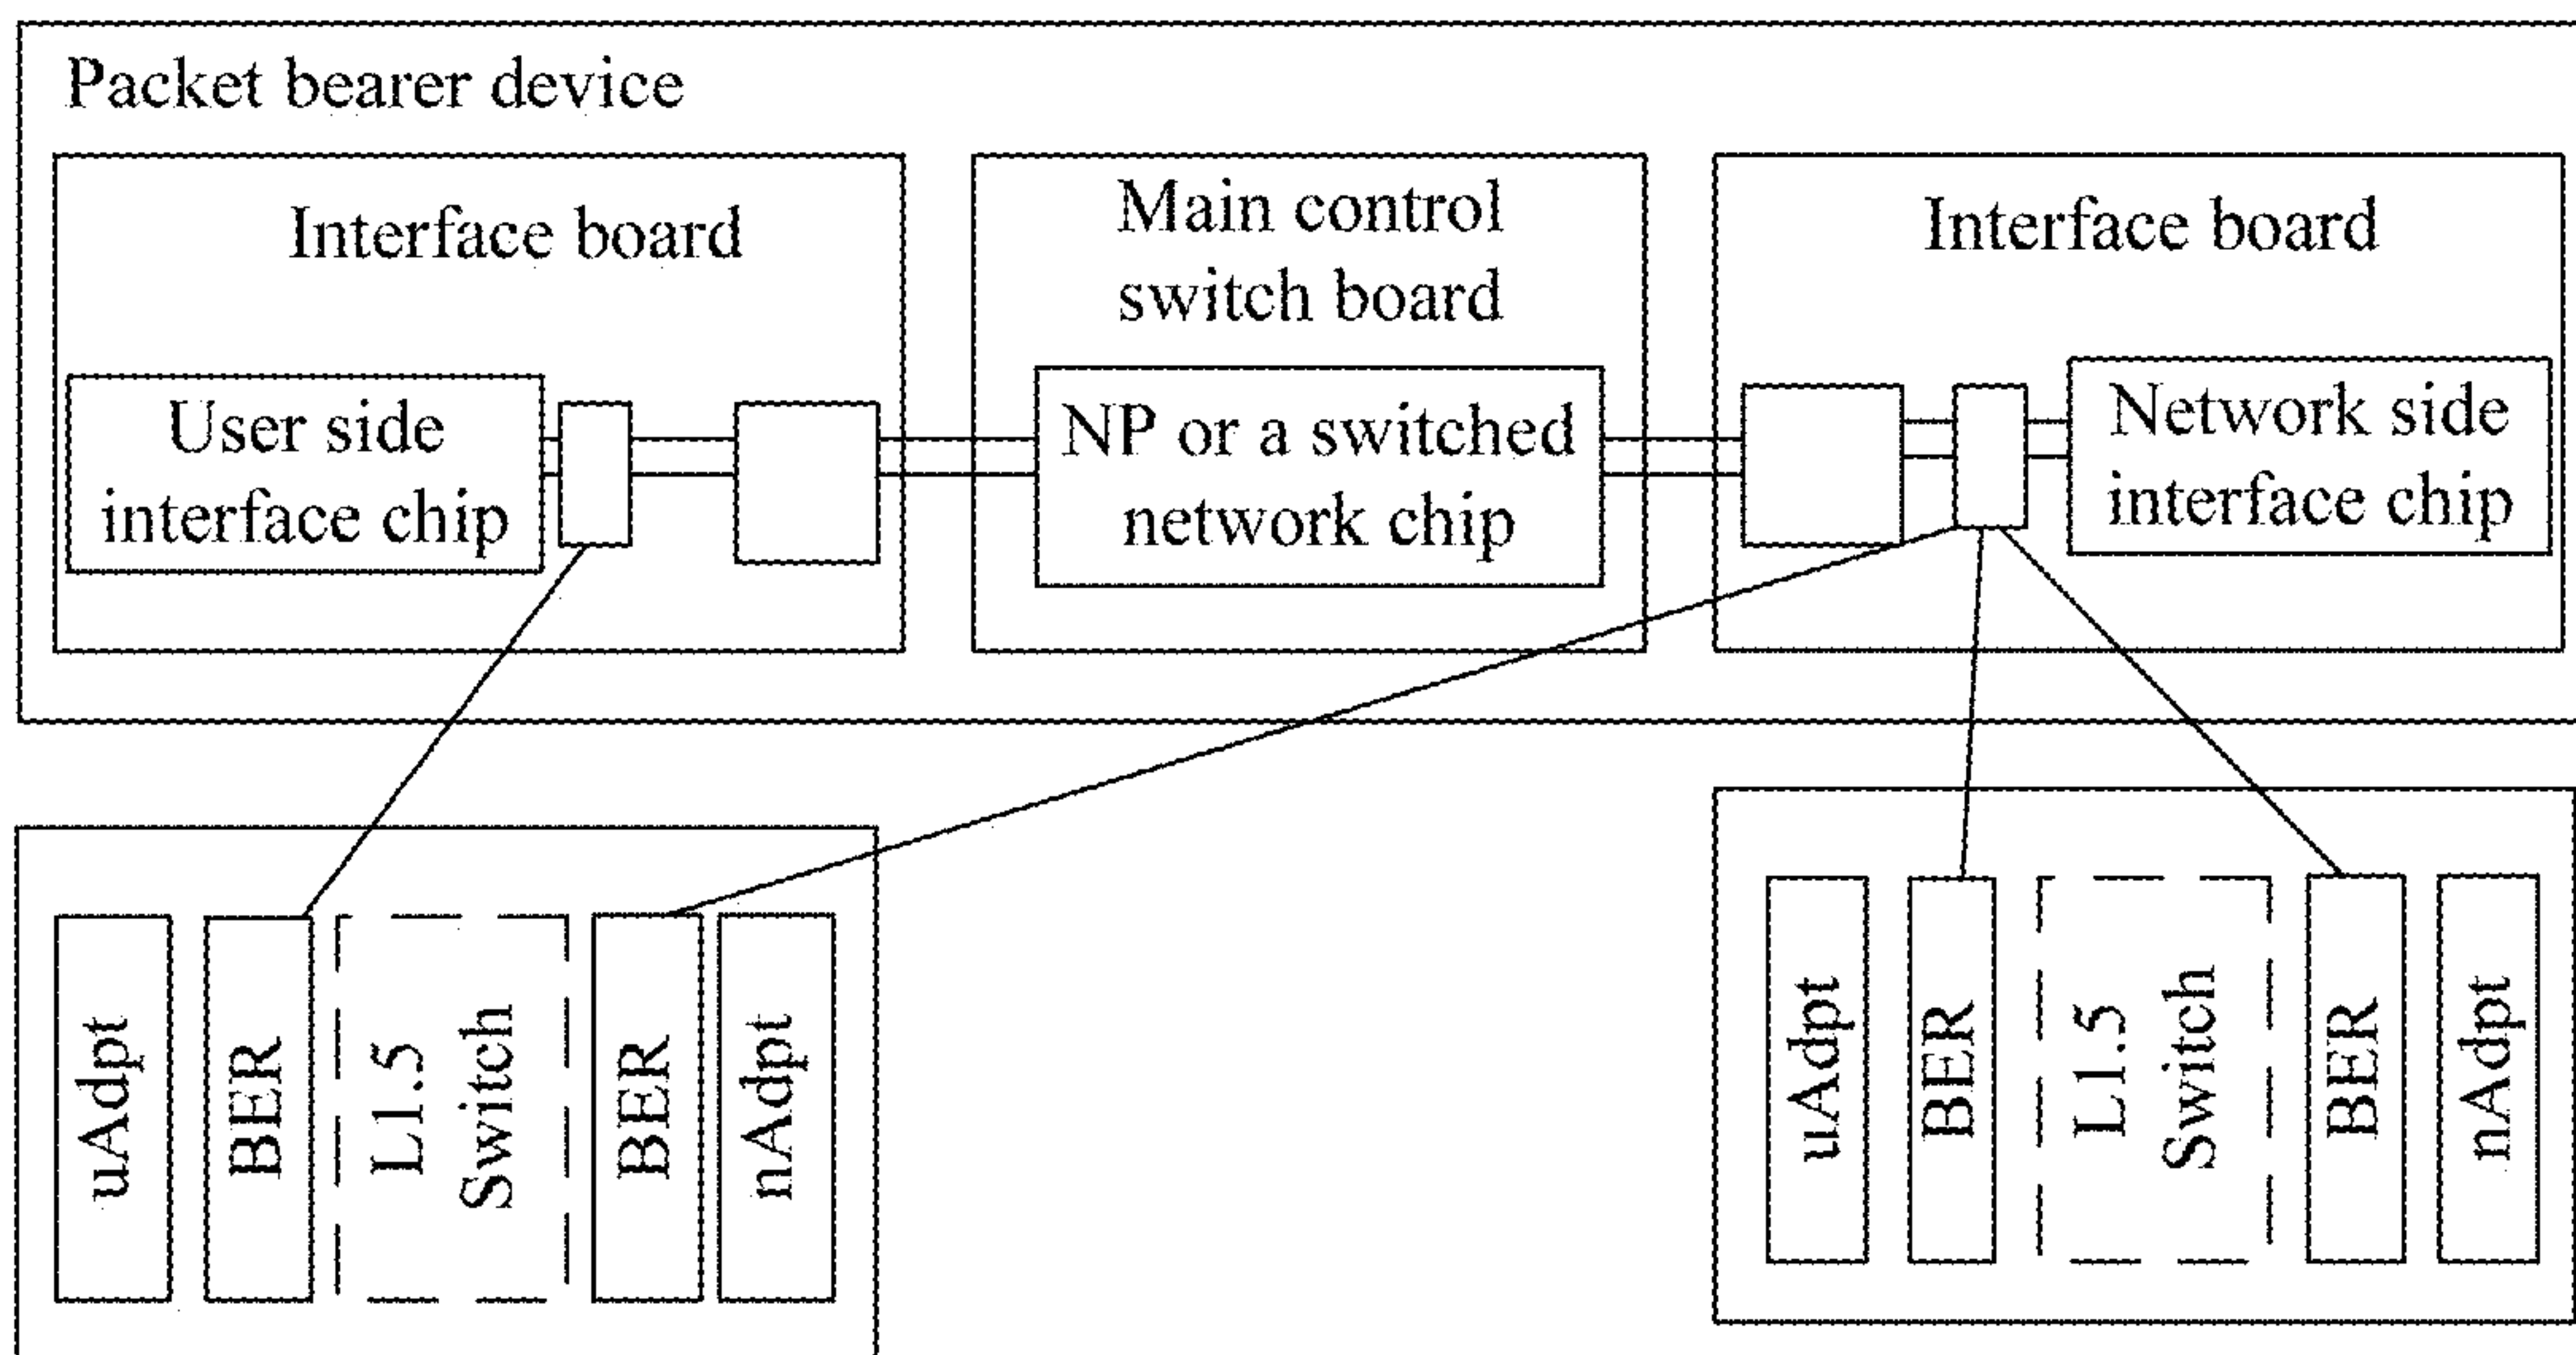 Packet bearer device
Interface board
Main control
switch board
Interface board
User side
interface chip
NP or a switched
network chip
Network side
interface chip
uAdpt
BER
L1.5
Switch
BER
nAdpt
uAdpt
BER
L1.5
Switch
BER
nAdpt